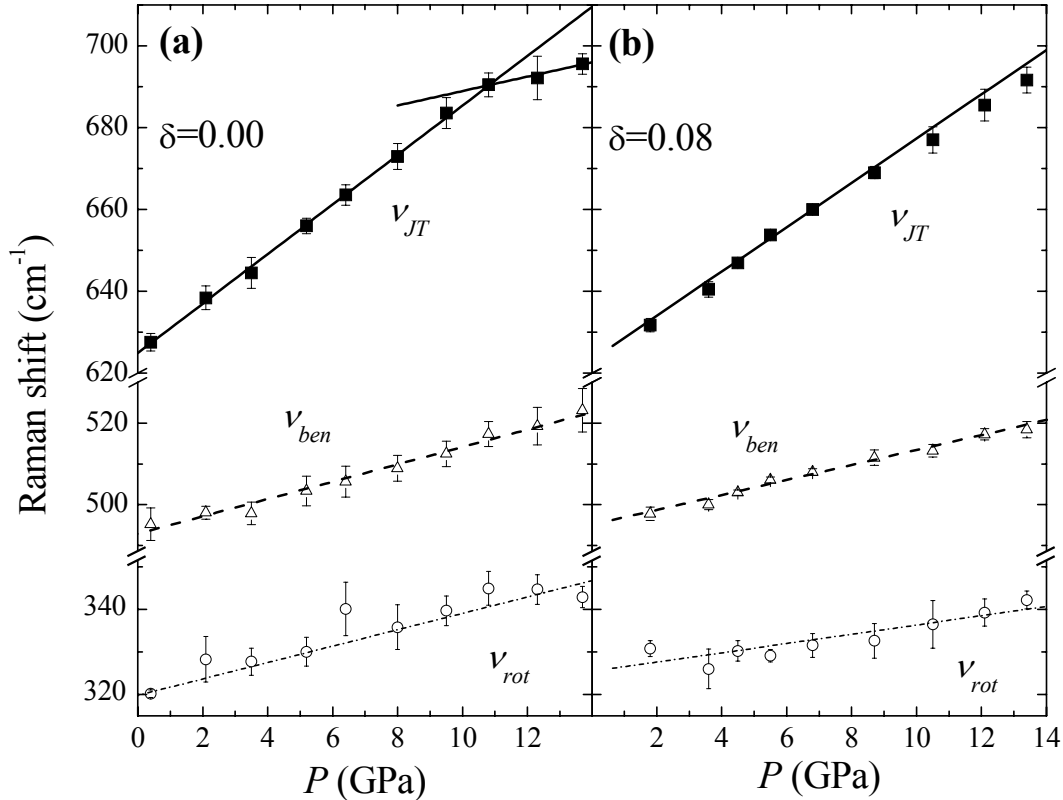 (a)
δ=0.00
ν_JT
ν_ben
ν_rot
(b)
δ=0.08
ν_JT
ν_ben
ν_rot
Raman shift (cm⁻¹)
700
680
660
640
620
520
500
340
320
0 2 4 6 8 10 12
2 4 6 8 10 12 14
P (GPa)
P (GPa)